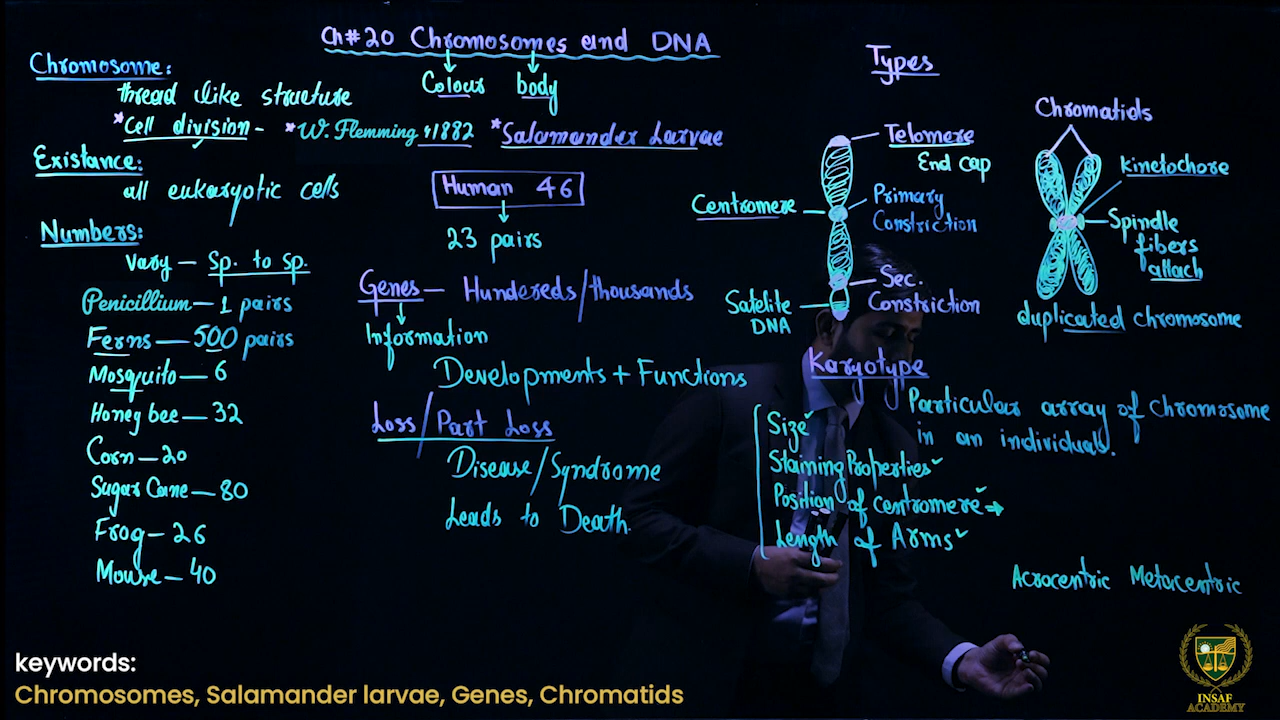 Ch#20 Chromosomes and DNA
Colour body
Chromosome:
thread like structure
*Cell division - *W. Flemming, 1882 *Salamander Larvae
Existance:
all eukaryotic cells
Numbers:
Vary — Sp. to sp.
Penicillium — 1 pairs
Ferns — 500 pairs
Mosquito — 6
Honey bee — 32
Corn — 20
Sugar Cane — 80
Frog — 26
Mouse — 40
Human 46
23 pairs
Genes — Hundereds/thousands
Information
Developments + Functions
Loss/Part Loss
Disease/Syndrome
Leads to Death.
Types
Telomere
End cap
Centromere
Primary
Constriction
Sec.
Constriction
Satelite
DNA
Chromatids
Kinetochore
Spindle
fibers
attach
duplicated chromosome
Karyotype
Particular array of chromosome
in an individuals.
Size✓
Staining Properties✓
Position of centromere✓→
Length of Arms✓
Acrocentric Metacentric
keywords:
Chromosomes, Salamander larvae, Genes, Chromatids
INSAF
ACADEMY